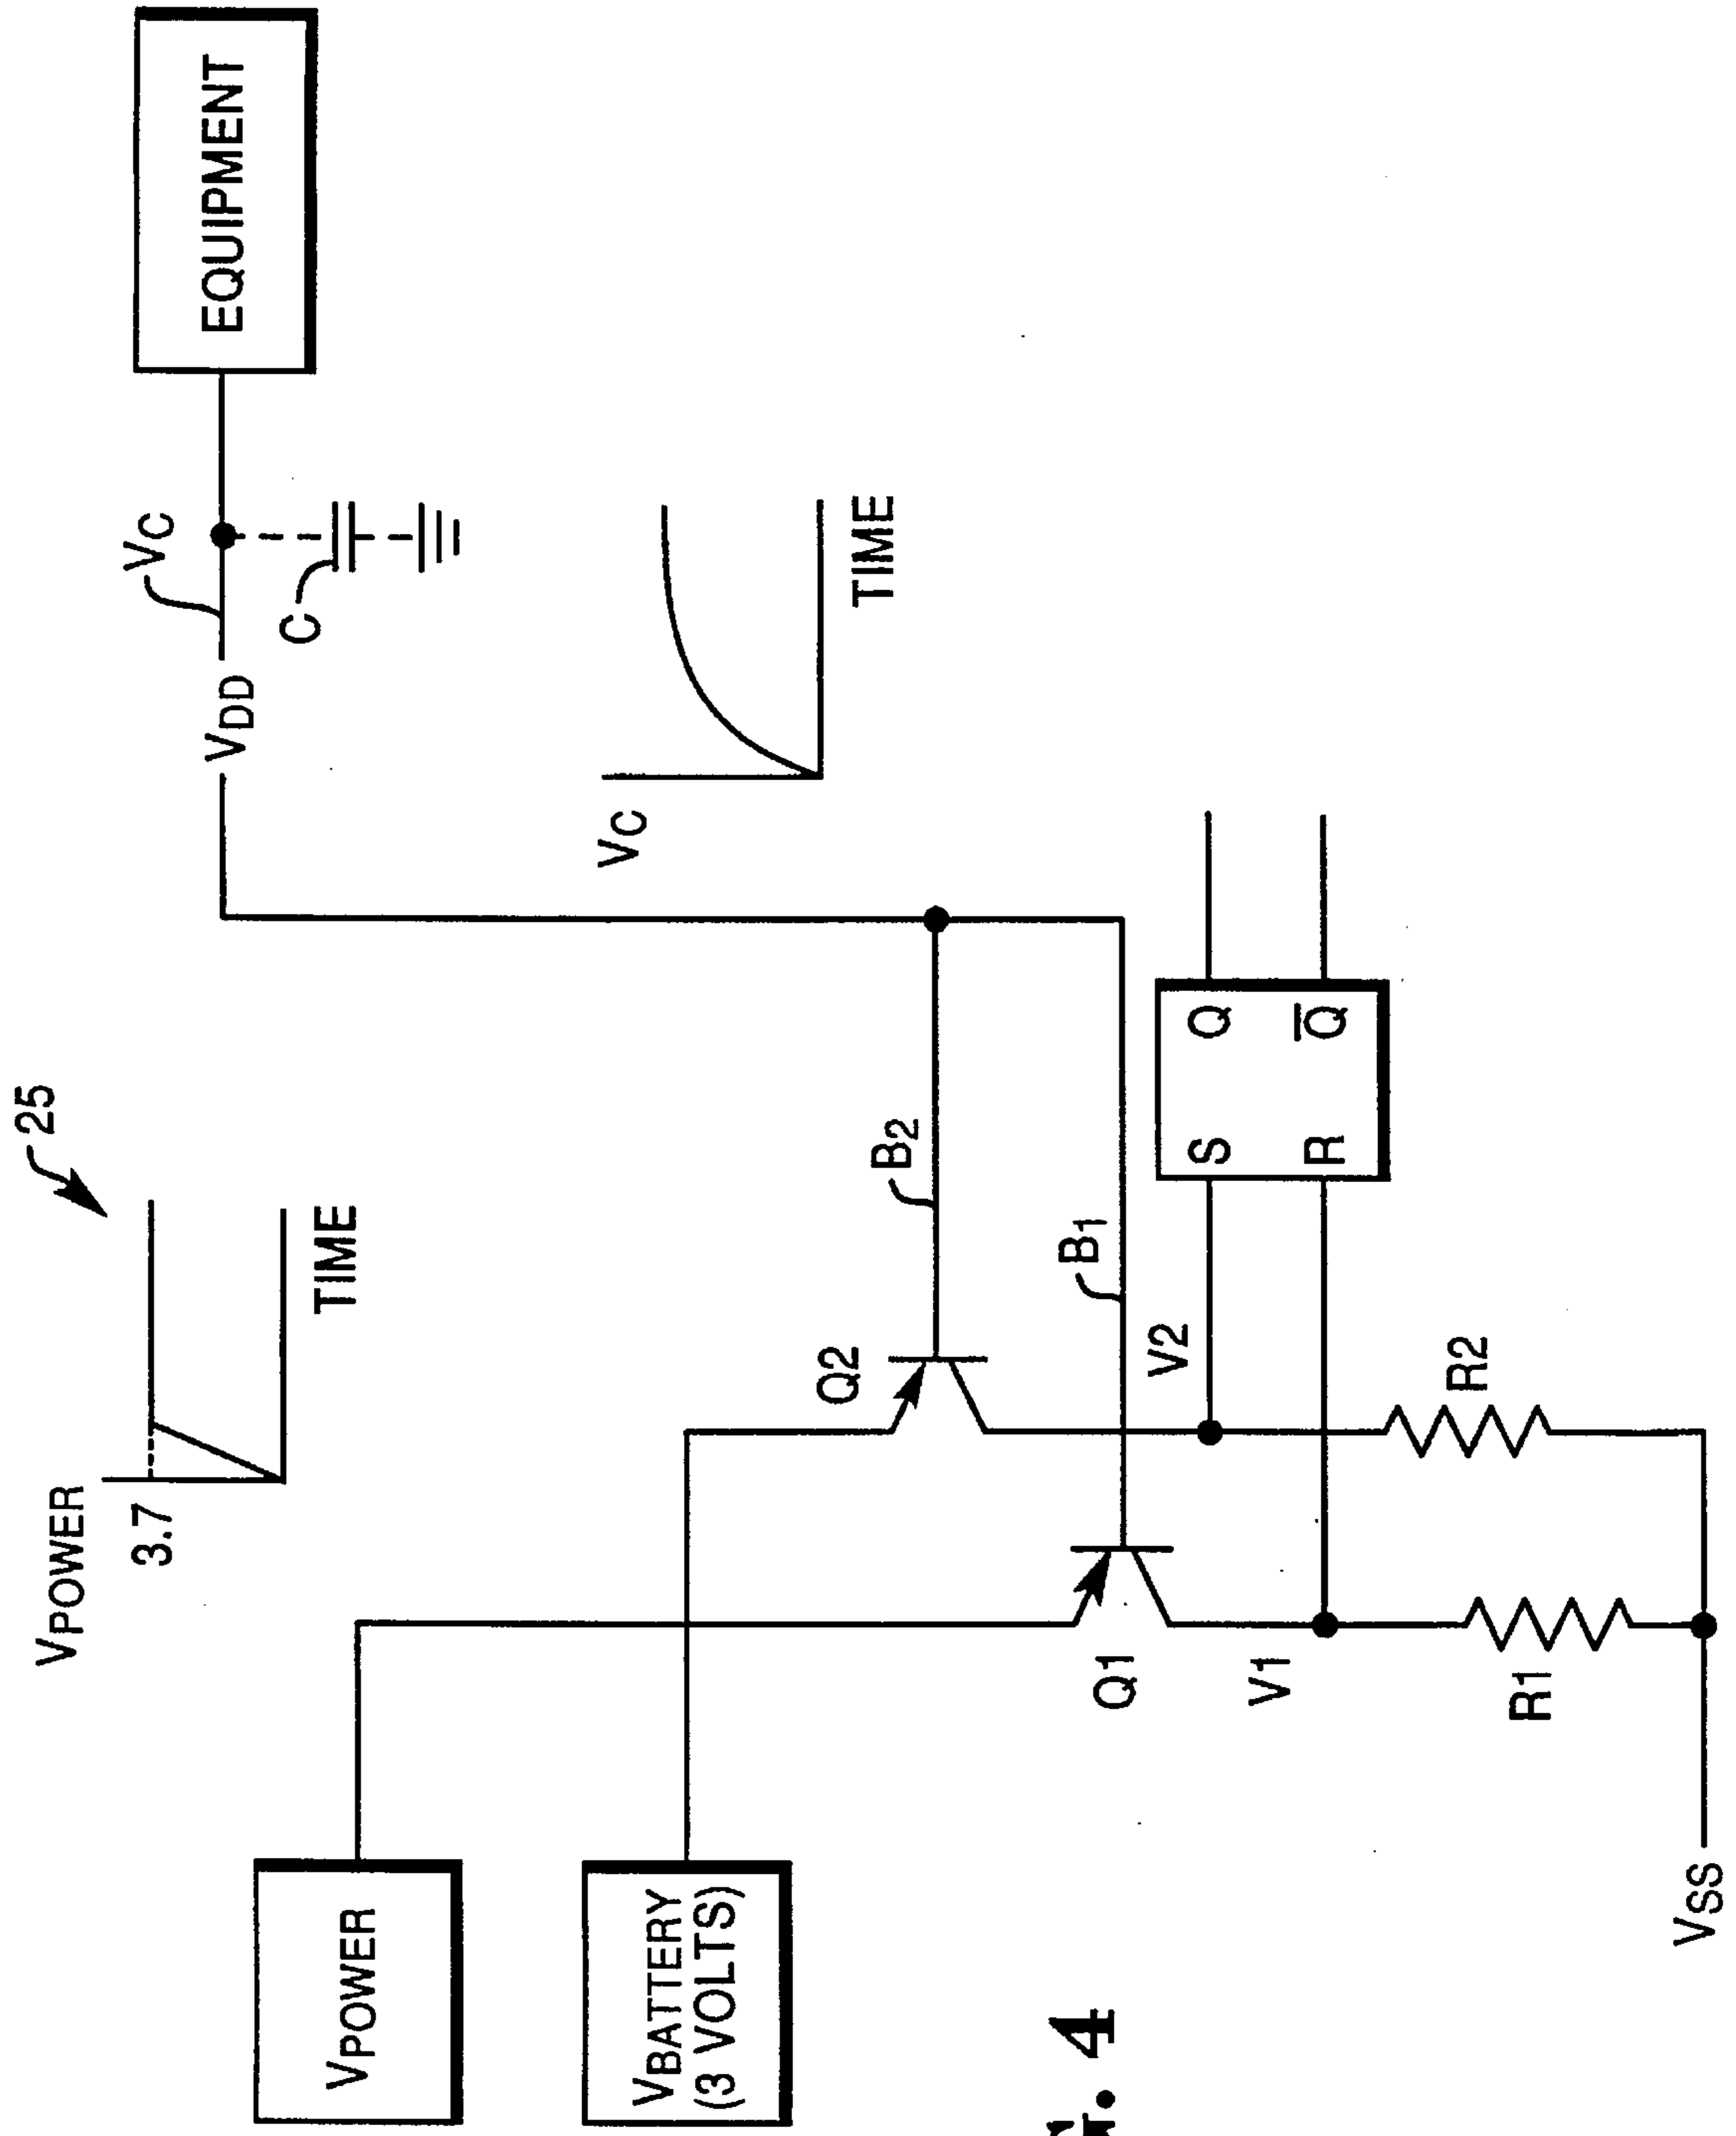 25
VPOWER
3.7
TIME
VPOWER
VBATTERY
(3 VOLTS)
VDD
VC
C
EQUIPMENT
VC
TIME
Q2
B2
Q1
B1
V2
V1
S
Q
R
Q̅
R1
R2
VSS
4